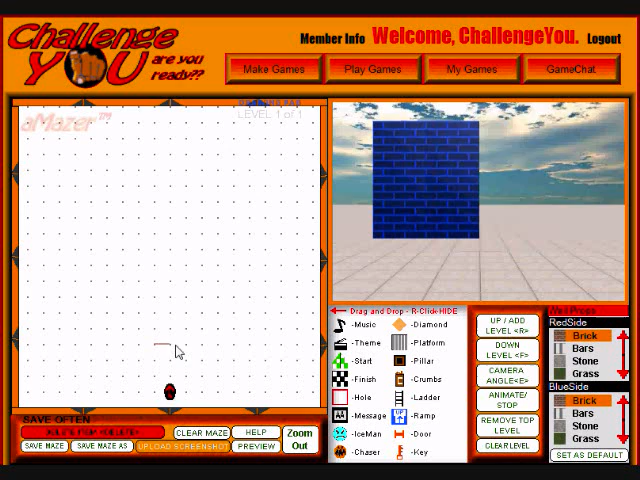 Challenge
YOU are you
ready??
Member Info Welcome, ChallengeYou. Logout
Make Games Play Games My Games GameChat
aMazer™
LEVEL 1 of 1
Drag and Drop - R-Click HIDE
-Music -Diamond
-Theme -Platform
-Start -Pillar
-Finish -Crumbs
-Hole -Ladder
-Message -Ramp
-IceMan -Door
-Chaser -Key
UP / ADD
LEVEL <R>
DOWN
LEVEL <F>
CAMERA
ANGLE<E>
ANIMATE/
STOP
REMOVE TOP
LEVEL
CLEAR LEVEL
Wall Props
RedSide
Brick
Bars
Stone
Grass
BlueSide
Brick
Bars
Stone
Grass
SET AS DEFAULT
SAVE OFTEN
CLEAR MAZE HELP
SAVE MAZE SAVE MAZE AS UPLOAD SCREENSHOT PREVIEW
Zoom
Out